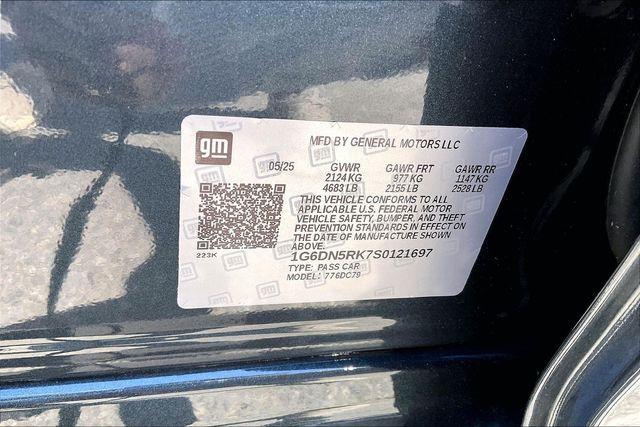 gm
MFD BY GENERAL MOTORS LLC
05/25 GVWR GAWR FRT GAWR RR
2124 KG 977 KG 1147 KG
4683 LB 2155 LB 2528 LB
THIS VEHICLE CONFORMS TO ALL
APPLICABLE U.S. FEDERAL MOTOR
VEHICLE SAFETY, BUMPER, AND THEFT
PREVENTION STANDARDS IN EFFECT ON
THE DATE OF MANUFACTURE SHOWN
ABOVE.
223K
1G6DN5RK7S0121697
TYPE: PASS CAR
MODEL: 776DC79